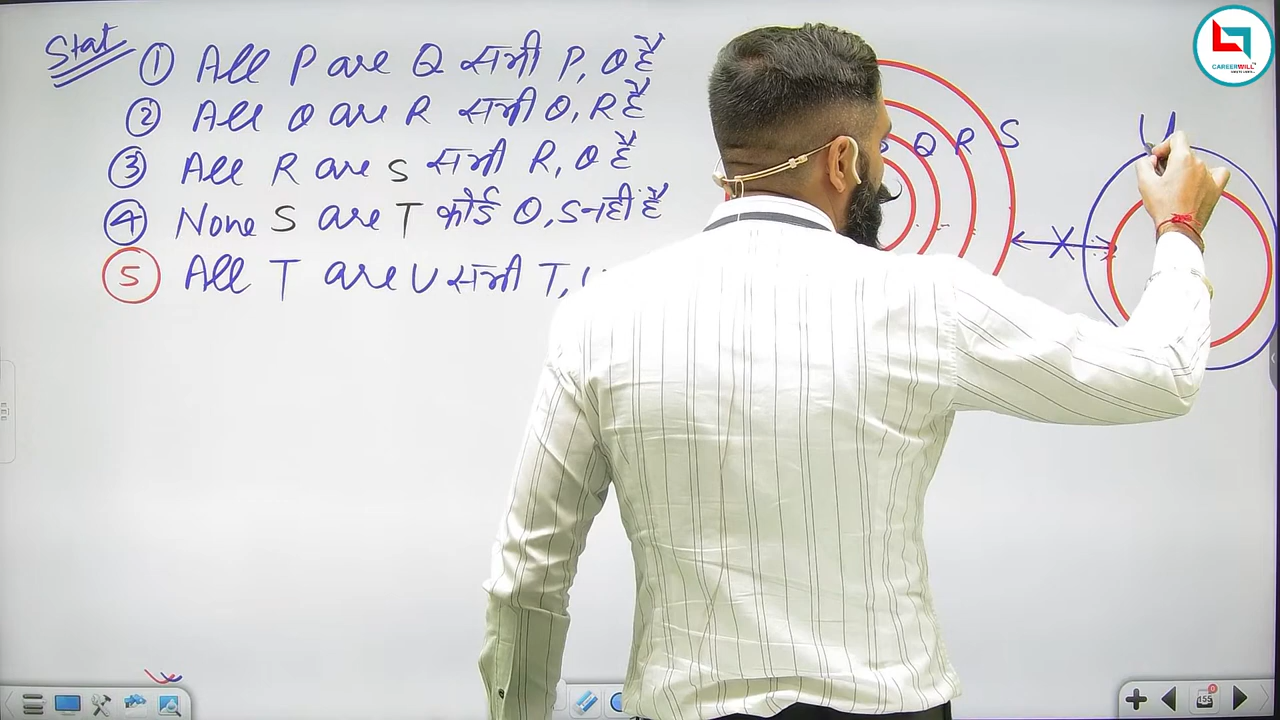 Stat
① All P are Q सभी P, Q हैं
② All Q are R सभी Q, R हैं
③ All R are S सभी R, Q हैं
④ None S are T कोई Q, S नहीं हैं
⑤ All T are U सभी T, U
Q R S
U
CAREERWILL
155